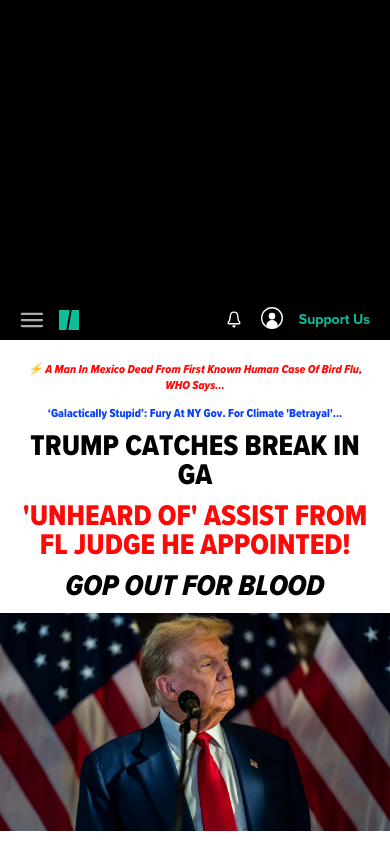 Support Us
⚡ A Man In Mexico Dead From First Known Human Case Of Bird Flu,
WHO Says...
‘Galactically Stupid’: Fury At NY Gov. For Climate 'Betrayal'...
TRUMP CATCHES BREAK IN
GA
'UNHEARD OF' ASSIST FROM
FL JUDGE HE APPOINTED!
GOP OUT FOR BLOOD